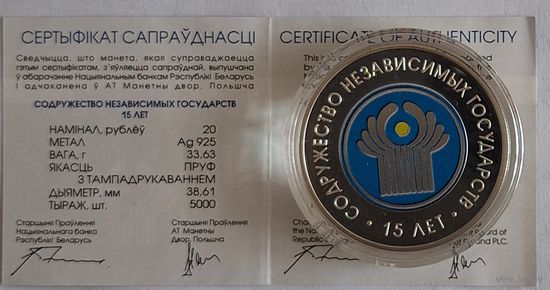 СЕРТЫФІКАТ САПРАЎДНАСЦІ
Сведчыцца, што манета, якая суправаджаецца
гэтым сертыфікатам, з'яўляецца сапраўднай, выпушчана
ў абарачэнне Нацыянальным банкам Рэспублікі Беларусь
і адчаканена ў АТ Манетны двор, Польшча
СОДРУЖЕСТВО НЕЗАВИСИМЫХ ГОСУДАРСТВ
15 ЛЕТ
НАМІНАЛ, рублёў 20
МЕТАЛ Ag 925
ВАГА, г 33,63
ЯКАСЦЬ ПРУФ
З ТАМПАДРУКАВАННЕМ
ДЫЯМЕТР, мм 38,61
ТЫРАЖ, шт. 5000
Старшыня Праўлення
Нацыянальнага банка
Рэспублікі Беларусь
Старшыня Праўлення
АТ Манетны
Двор, Польшча
CERTIFICATE OF AUTHENTICITY
СОДРУЖЕСТВО НЕЗАВИСИМЫХ ГОСУДАРСТВ
· 15 ЛЕТ ·